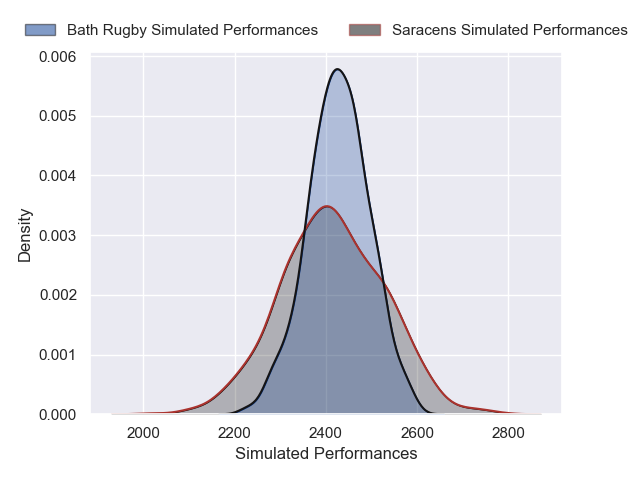 Bath Rugby Simulated Performances Saracens Simulated Performances
0.006
0.005
0.004
0.003
0.002
0.001
0.000
Density
2000 2200 2400 2600 2800
Simulated Performances